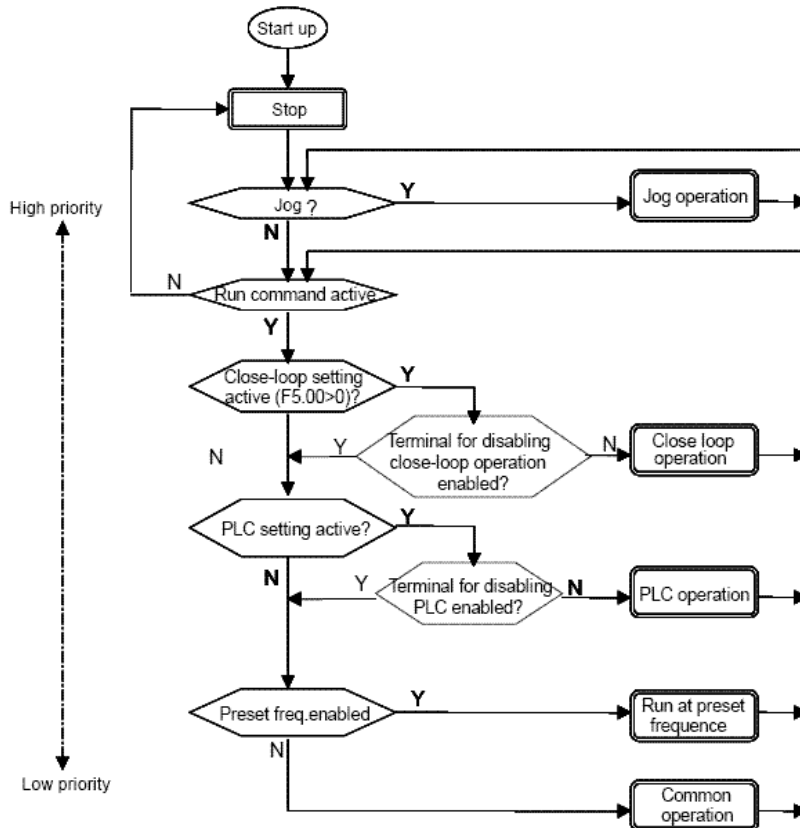 Start up
Stop
High priority
Jog ?
Y
Jog operation
N
N
Run command active
Y
Close-loop setting
active (F5.00>0)?
Y
N
Y
Terminal for disabling
close-loop operation
enabled?
N
Close loop
operation
PLC setting active?
Y
N
Y
Terminal for disabling
PLC enabled?
N
PLC operation
Preset freq.enabled
Y
Run at preset
frequence
N
Low priority
Common
operation